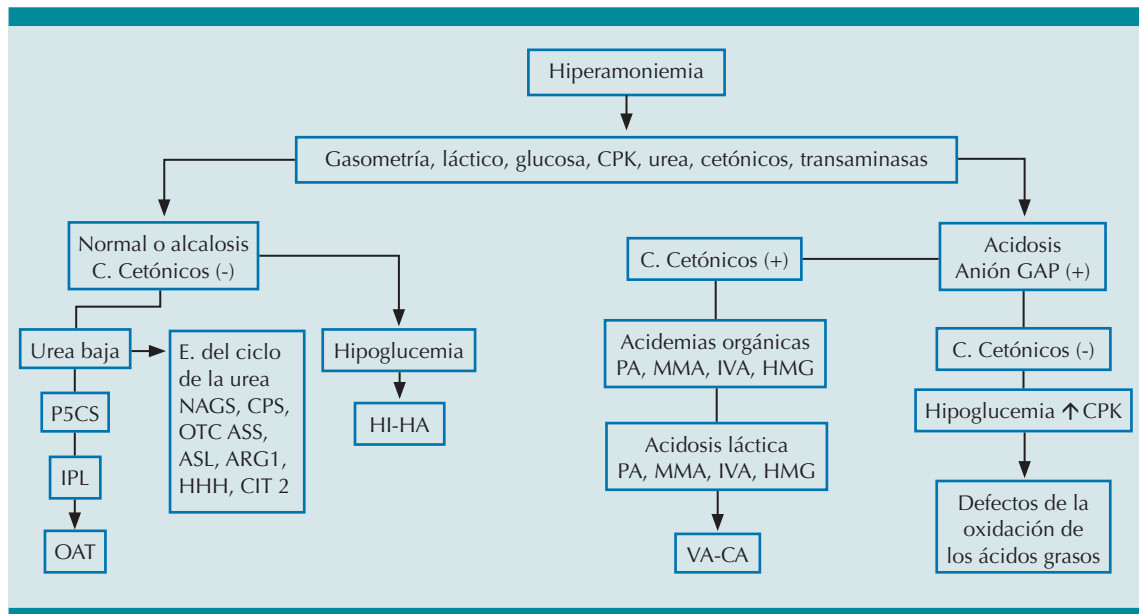 Hiperamoniemia
Gasometría, láctico, glucosa, CPK, urea, cetónicos, transaminasas
Normal o alcalosis
C. Cetónicos (-)
Urea baja
P5CS
IPL
OAT
E. del ciclo
de la urea
NAGS, CPS,
OTC ASS,
ASL, ARG1,
HHH, CIT 2
Hipoglucemia
HI-HA
C. Cetónicos (+)
Acidemias orgánicas
PA, MMA, IVA, HMG
Acidosis láctica
PA, MMA, IVA, HMG
VA-CA
Acidosis
Anión GAP (+)
C. Cetónicos (-)
Hipoglucemia ↑ CPK
Defectos de la
oxidación de
los ácidos grasos